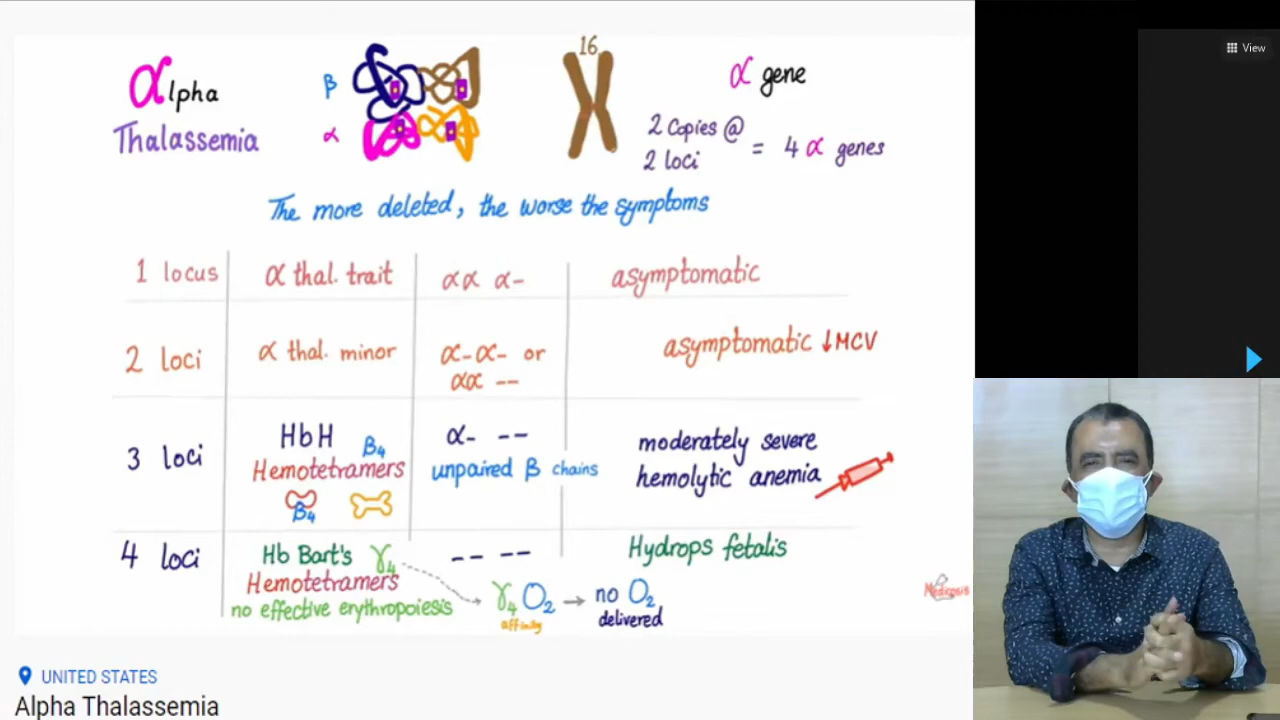 αlpha
Thalassemia
β
α
16
α gene
2 Copies @
2 loci
= 4 α genes
The more deleted, the worse the symptoms
1 locus α thal. trait αα α- asymptomatic
2 loci α thal. minor α-α- or
αα --
asymptomatic ↓MCV
3 loci
HbH β4
Hemotetramers
β4
α- --
unpaired β chains
moderately severe
hemolytic anemia
4 loci
Hb Bart's γ4
Hemotetramers
no effective erythropoiesis
-- --
γ4 O2 → no O2
affinity
delivered
Hydrops fetalis
Medicosis
View
UNITED STATES
Alpha Thalassemia